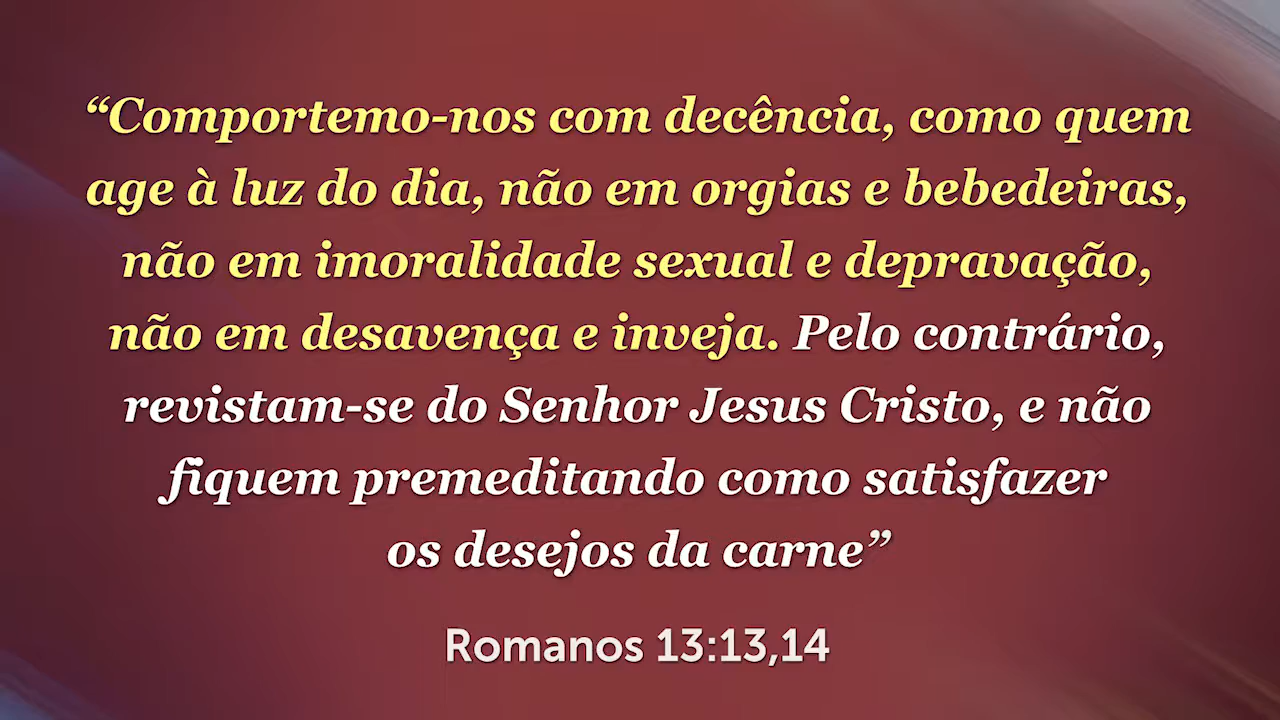 “Comportemo-nos com decência, como quem
age à luz do dia, não em orgias e bebedeiras,
não em imoralidade sexual e depravação,
não em desavença e inveja. Pelo contrário,
revistam-se do Senhor Jesus Cristo, e não
fiquem premeditando como satisfazer
os desejos da carne”
Romanos 13:13,14